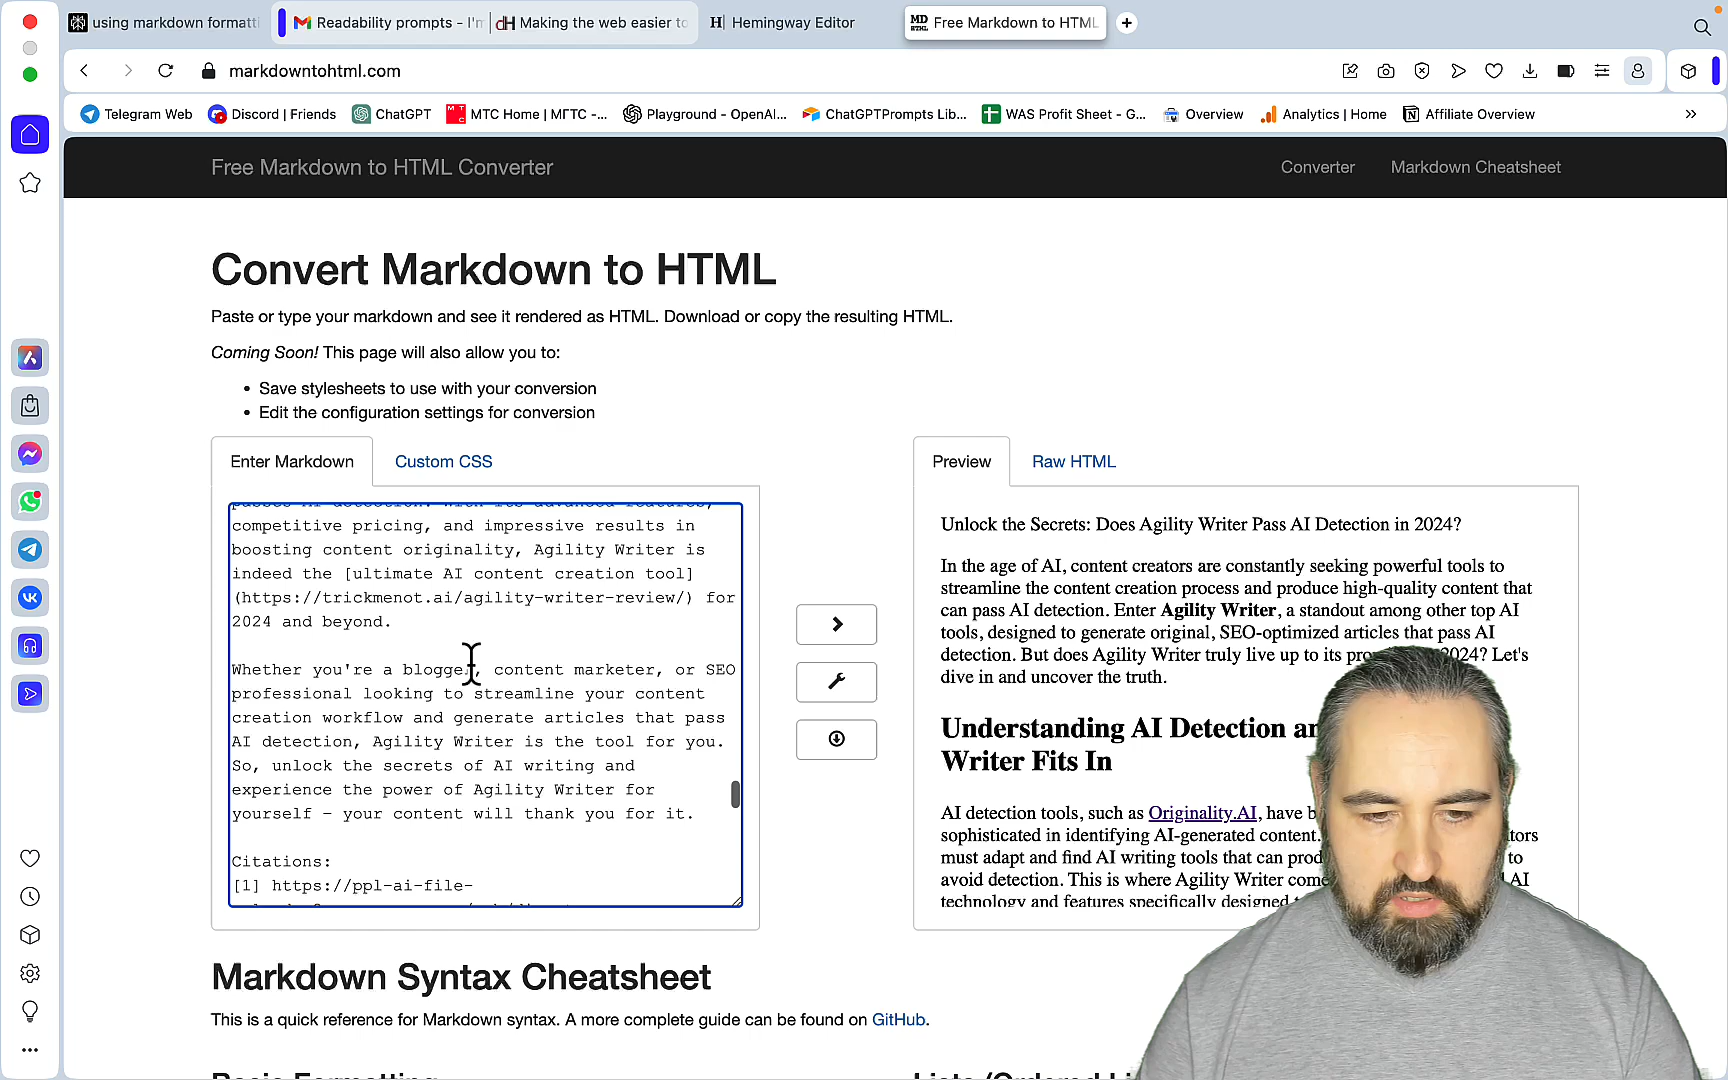 using markdown formatti
Readability prompts - I'm
Making the web easier to
Hemingway Editor
MD HTML Free Markdown to HTML
markdowntohtml.com
Telegram Web
Discord | Friends
ChatGPT
MTC Home | МГТС -...
Playground - OpenAI...
ChatGPTPrompts Lib...
WAS Profit Sheet - G...
Overview
Analytics | Home
Affiliate Overview
Free Markdown to HTML Converter
Converter
Markdown Cheatsheet
Convert Markdown to HTML
Paste or type your markdown and see it rendered as HTML. Download or copy the resulting HTML.
Coming Soon! This page will also allow you to:
• Save stylesheets to use with your conversion
• Edit the configuration settings for conversion
Enter Markdown
Custom CSS
competitive pricing, and impressive results in
boosting content originality, Agility Writer is
indeed the [ultimate AI content creation tool]
(https://trickmenot.ai/agility-writer-review/) for
2024 and beyond.
Whether you're a blogger, content marketer, or SEO
professional looking to streamline your content
creation workflow and generate articles that pass
AI detection, Agility Writer is the tool for you.
So, unlock the secrets of AI writing and
experience the power of Agility Writer for
yourself - your content will thank you for it.
Citations:
[1] https://ppl-ai-file-
Preview
Raw HTML
Unlock the Secrets: Does Agility Writer Pass AI Detection in 2024?
In the age of AI, content creators are constantly seeking powerful tools to
streamline the content creation process and produce high-quality content that
can pass AI detection. Enter Agility Writer, a standout among other top AI
tools, designed to generate original, SEO-optimized articles that pass AI
detection. But does Agility Writer truly live up to its 2024? Let's
dive in and uncover the truth.
Understanding AI Detection
Writer Fits In
AI detection tools, such as Originality.AI, have
sophisticated in identifying AI-generated content.
must adapt and find AI writing tools that can to
avoid detection. This is where Agility Writer AI
technology and features specifically designed
Markdown Syntax Cheatsheet
This is a quick reference for Markdown syntax. A more complete guide can be found on GitHub.
Basic Formatting